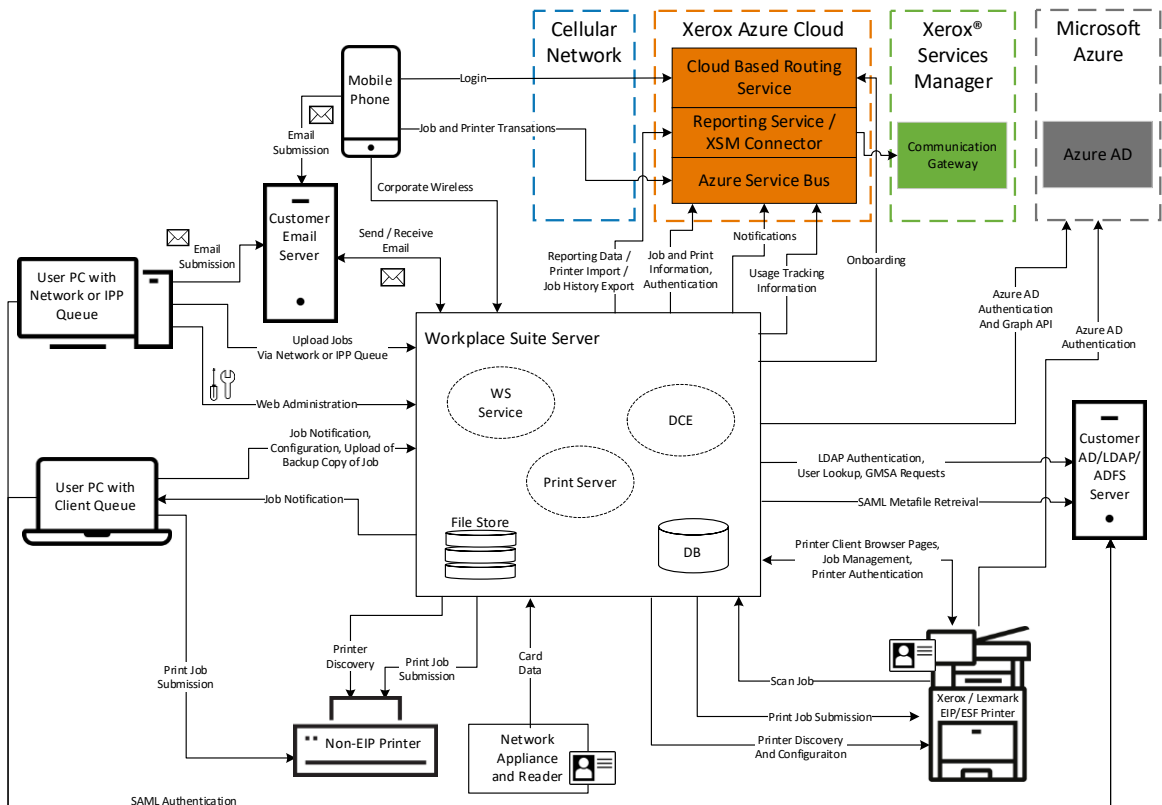 Cellular
Network
Xerox Azure Cloud
Xerox®
Services
Manager
Microsoft
Azure
Mobile
Phone
Login
Cloud Based Routing
Service
Reporting Service /
XSM Connector
Azure Service Bus
Communication
Gateway
Azure AD
Email
Submission
Job and Printer Transations
Corporate Wireless
Customer
Email
Server
Send / Receive
Email
Email
Submission
User PC with
Network or IPP
Queue
Reporting Data /
Printer Import /
Job History Export
Job and Print
Information,
Authentication
Notifications
Usage Tracking
Information
Onboarding
Azure AD
Authentication
And Graph API
Azure AD
Authentication
Upload Jobs
Via Network or IPP Queue
Web Administration
Workplace Suite Server
WS
Service
DCE
Print Server
File Store
DB
Job Notification,
Configuration, Upload of
Backup Copy of Job
User PC with
Client Queue
Job Notification
LDAP Authentication,
User Lookup, GMSA Requests
SAML Metafile Retreival
Customer
AD/LDAP/
ADFS
Server
Printer Client Browser Pages,
Job Management,
Printer Authentication
Print Job
Submission
Printer
Discovery
Print Job
Submission
Card
Data
Scan Job
Print Job Submission
Printer Discovery
And Configuraiton
Xerox / Lexmark
EIP/ESF Printer
Non-EIP Printer
Network
Appliance
and Reader
SAML Authentication